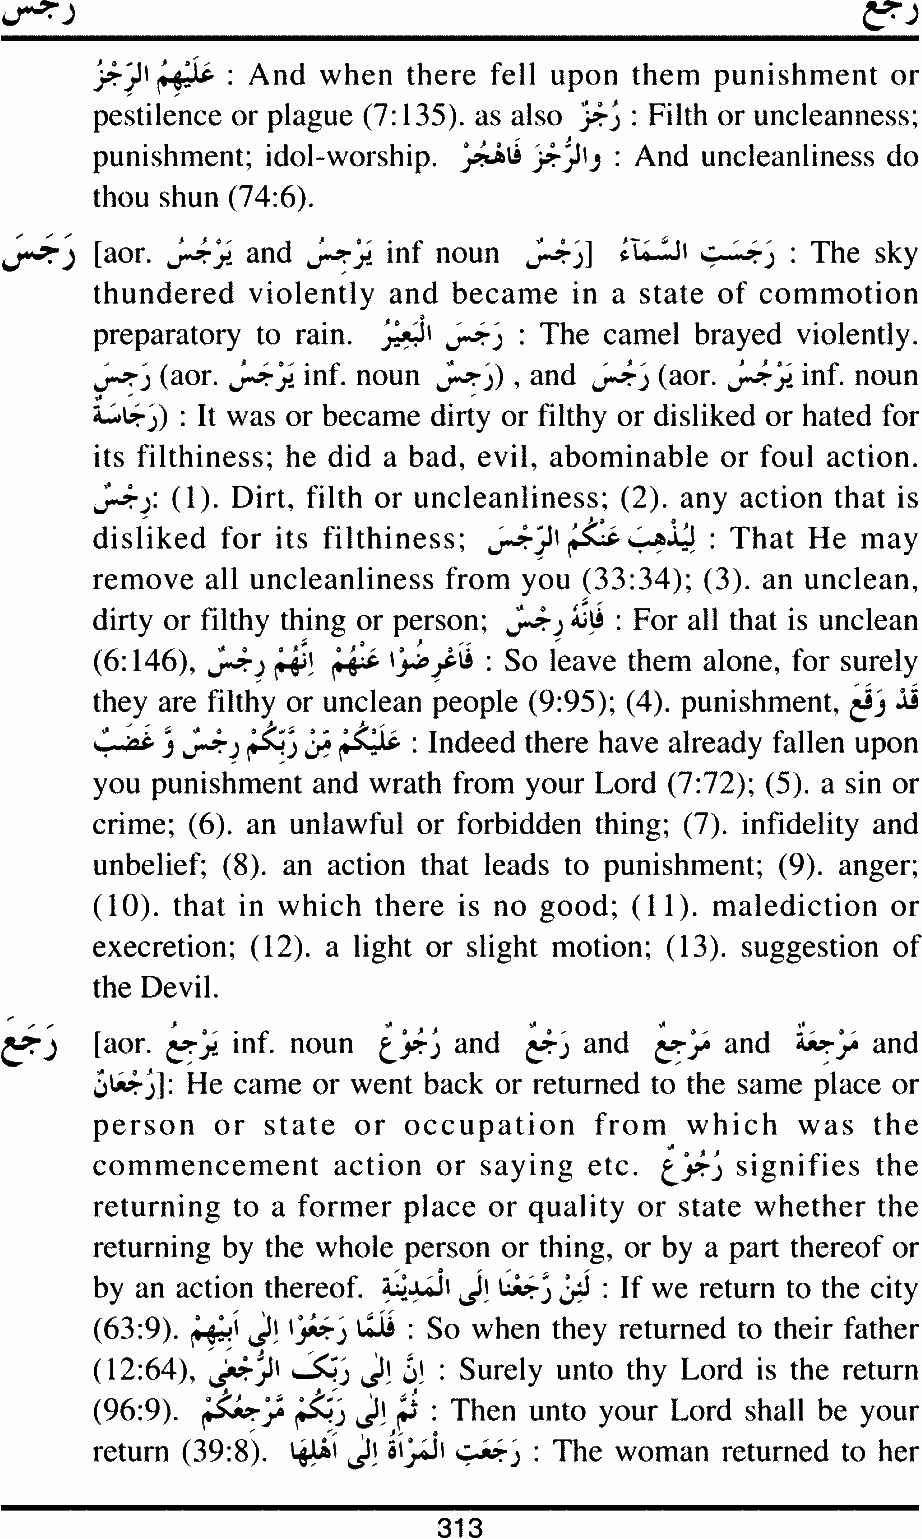 رجس رجع
عَلَيْهِمُ الرِّجْزُ : And when there fell upon them punishment or
pestilence or plague (7:135). as also رُجْزٌ : Filth or uncleanness;
punishment; idol-worship. والرُّجْزَ فَاهْجُرْ : And uncleanliness do
thou shun (74:6).
رَجَسَ [aor. يَرْجُسُ and يَرْجِسُ inf noun رَجْسٌ] رَجَسَتِ السَّمَآءُ : The sky
thundered violently and became in a state of commotion
preparatory to rain. رَجَسَ الْبَعِيْرُ : The camel brayed violently.
رَجِسَ (aor. يَرْجَسُ inf. noun رَجَسٌ) , and رَجُسَ (aor. يَرْجُسُ inf. noun
رَجَاسَةٌ) : It was or became dirty or filthy or disliked or hated for
its filthiness; he did a bad, evil, abominable or foul action.
رِجْسٌ: (1). Dirt, filth or uncleanliness; (2). any action that is
disliked for its filthiness; لِيُذْهِبَ عَنْكُمُ الرِّجْسَ : That He may
remove all uncleanliness from you (33:34); (3). an unclean,
dirty or filthy thing or person; فَاِنَّهٗ رِجْسٌ : For all that is unclean
(6:146), فَاَعْرِضُوْا عَنْهُمْ اِنَّهُمْ رِجْسٌ : So leave them alone, for surely
they are filthy or unclean people (9:95); (4). punishment, قَدْ وَقَعَ
عَلَيْكُمْ مِّنْ رَّبِّكُمْ رِجْسٌ وَّ غَضَبٌ : Indeed there have already fallen upon
you punishment and wrath from your Lord (7:72); (5). a sin or
crime; (6). an unlawful or forbidden thing; (7). infidelity and
unbelief; (8). an action that leads to punishment; (9). anger;
(10). that in which there is no good; (11). malediction or
execretion; (12). a light or slight motion; (13). suggestion of
the Devil.
رَجَعَ [aor. يَرْجِعُ inf. noun رُجُوْعٌ and رَجْعٌ and مَرْجِعٌ and مَرْجِعَةٌ and
رُجْعَانٌ]: He came or went back or returned to the same place or
person or state or occupation from which was the
commencement action or saying etc. رُجُوْعٌ signifies the
returning to a former place or quality or state whether the
returning by the whole person or thing, or by a part thereof or
by an action thereof. لَئِنْ رَّجَعْنَا اِلَى الْمَدِيْنَةِ : If we return to the city
(63:9). فَلَمَّا رَجَعُوْا اِلٰى اَبِيْهِمْ : So when they returned to their father
(12:64), اِنَّ اِلٰى رَبِّكَ الرُّجْعٰى : Surely unto thy Lord is the return
(96:9). ثُمَّ اِلٰى رَبِّكُمْ مَّرْجِعُكُمْ : Then unto your Lord shall be your
return (39:8). رَجَعَتِ الْمَرْاَةُ اِلٰى اَهْلِهَا : The woman returned to her
313